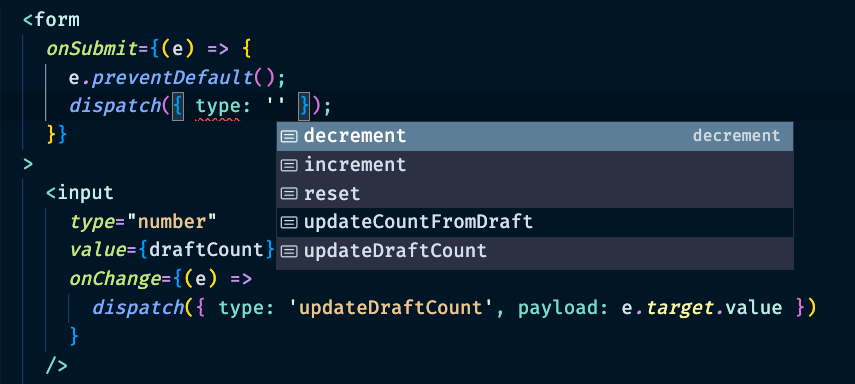 <form
onSubmit={(e) => {
e.preventDefault();
dispatch({ type: '' });
decrement decrement
}}
increment
>
reset
<input
updateCountFromDraft
type="number"
value={draftCount}
updateDraftCount
onChange={(e) =>
dispatch({ type: 'updateDraftCount', payload: e.target.value })
}
/>